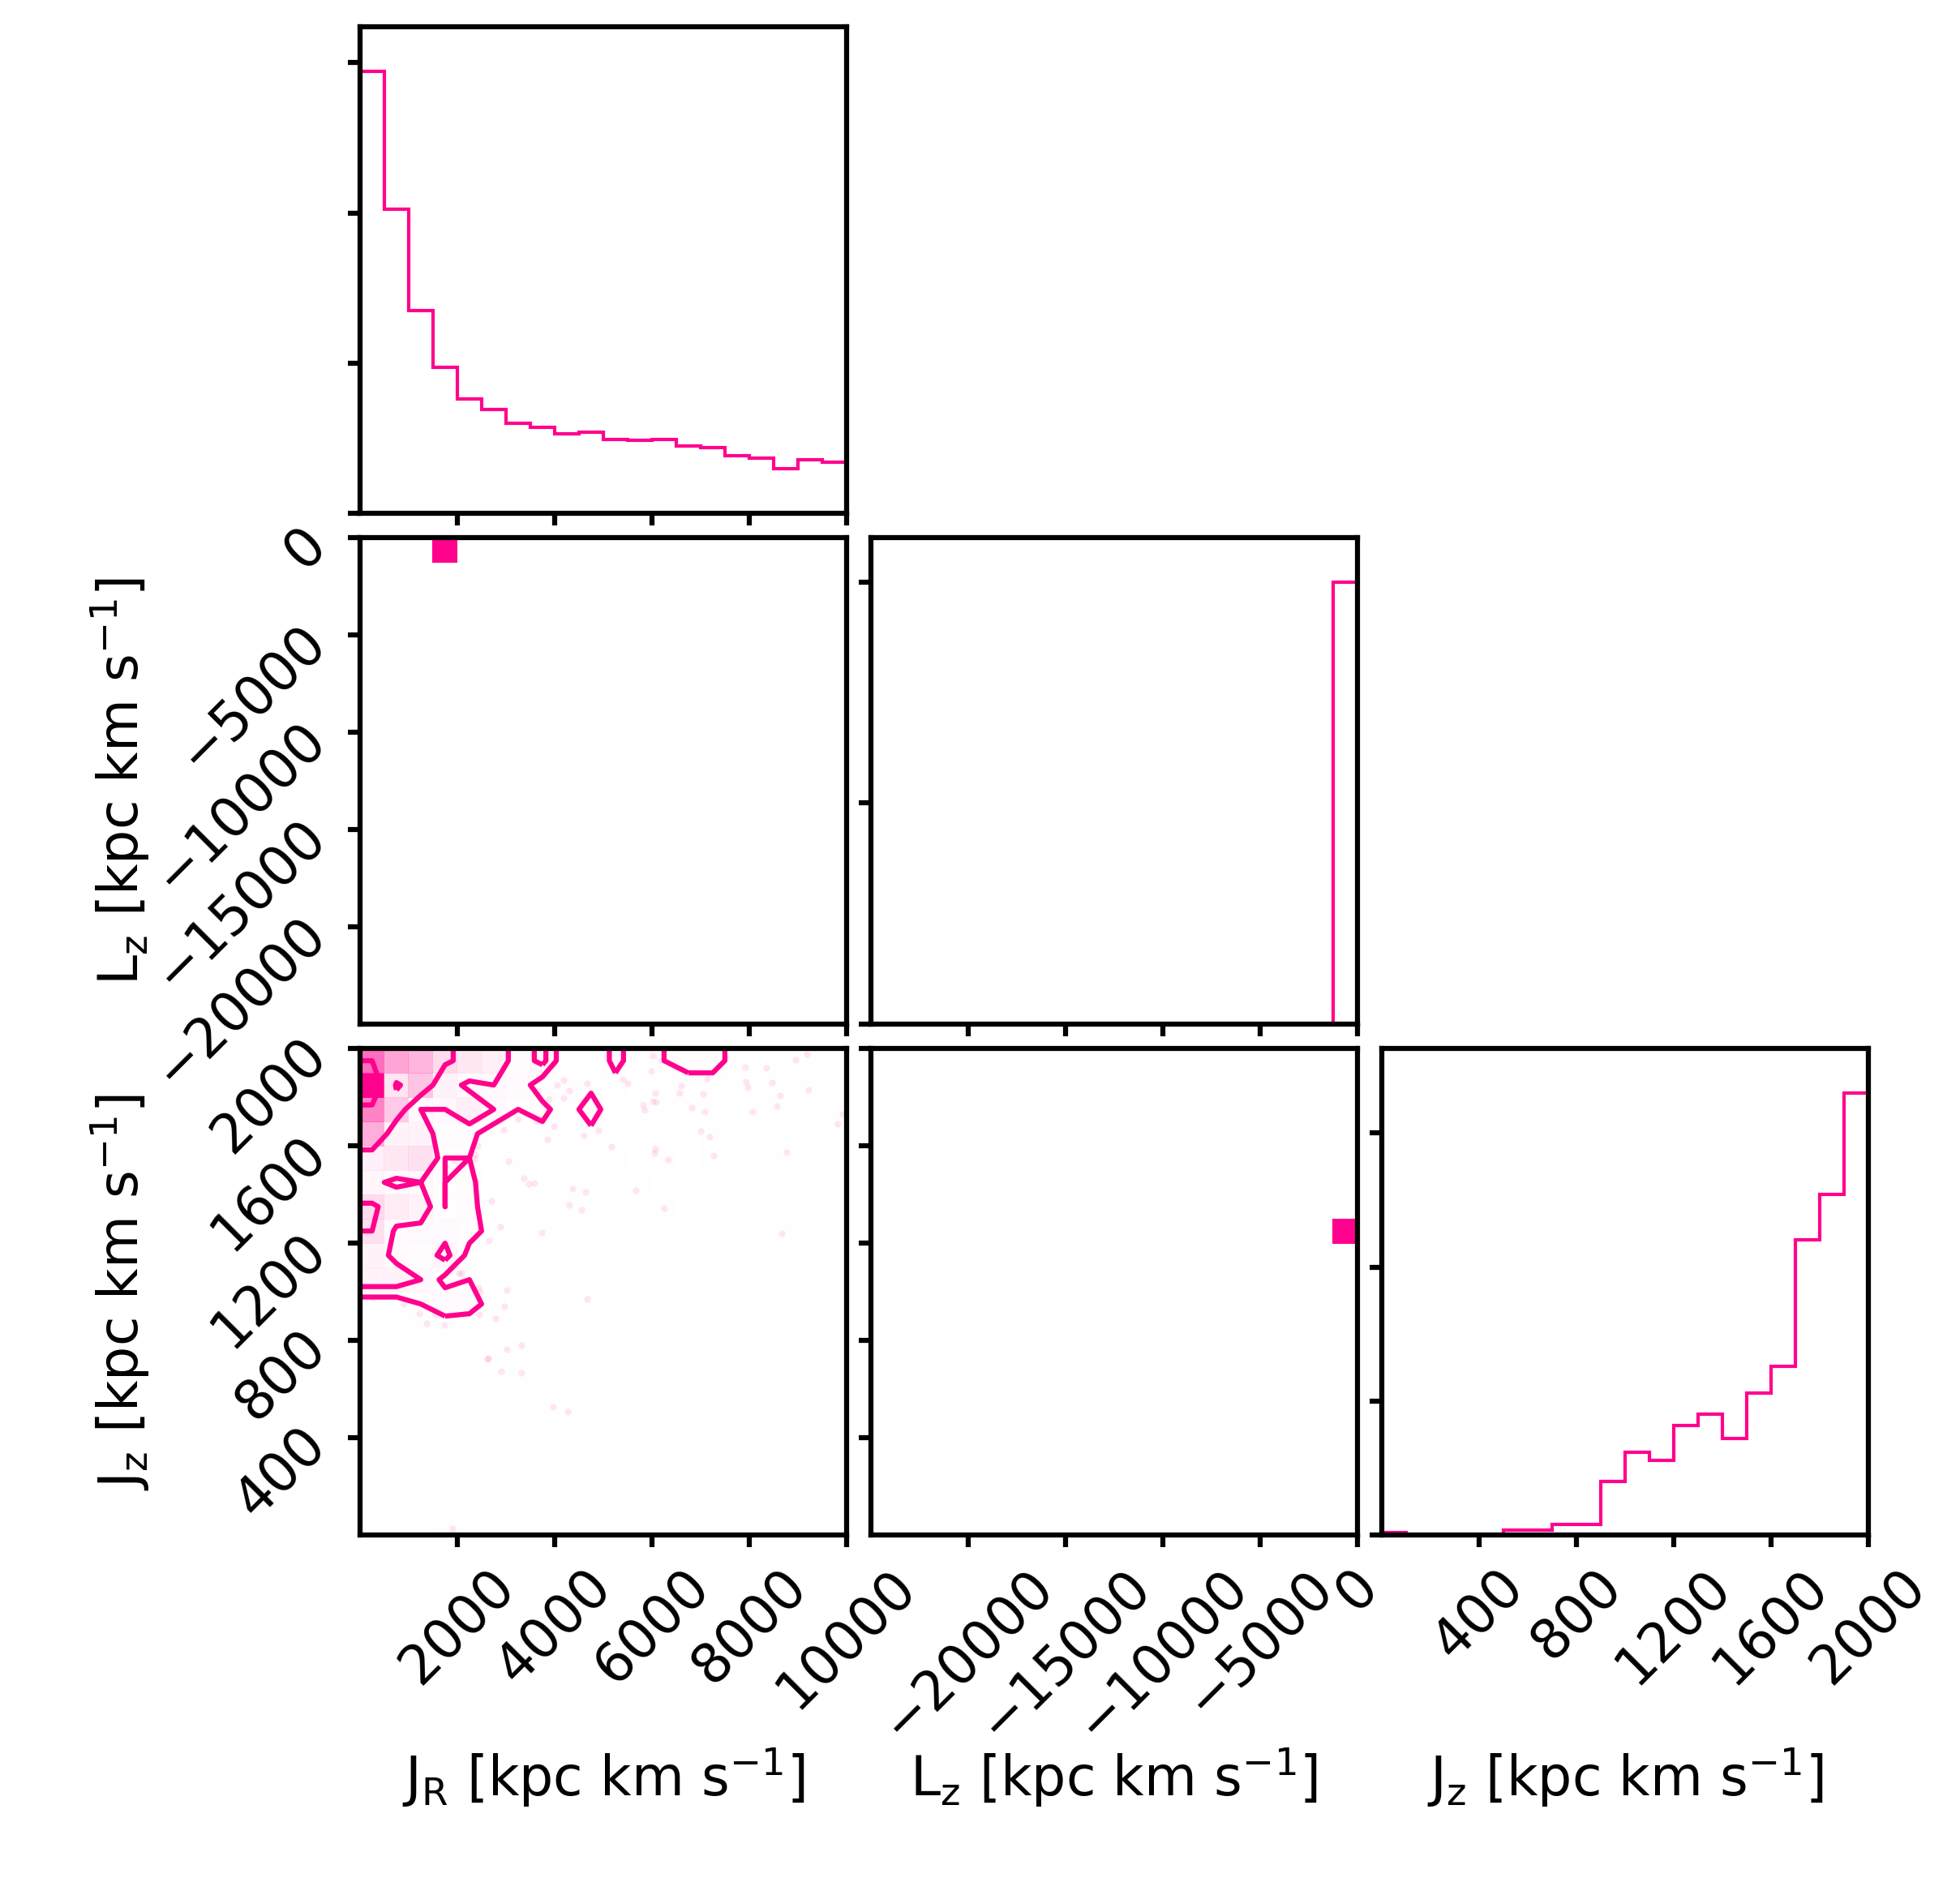 0
−5000
−10000
−15000
−20000
L_z [kpc km s⁻¹]
2000
1600
1200
800
400
J_z [kpc km s⁻¹]
2000 4000 6000 8000 10000
−20000 −15000 −10000 −5000 0
400 800 1200 1600 2000
J_R [kpc km s⁻¹]
L_z [kpc km s⁻¹]
J_z [kpc km s⁻¹]